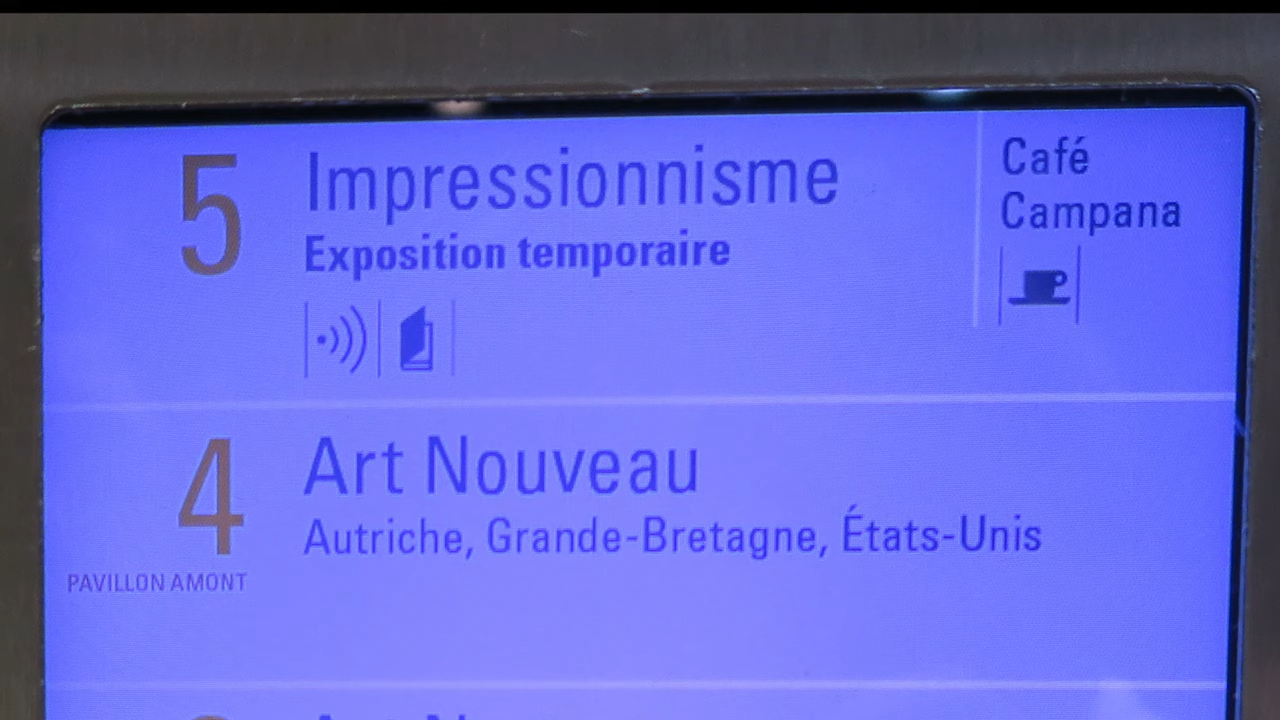 5 Impressionnisme
Exposition temporaire
Café
Campana
4 Art Nouveau
Autriche, Grande-Bretagne, États-Unis
PAVILLON AMONT